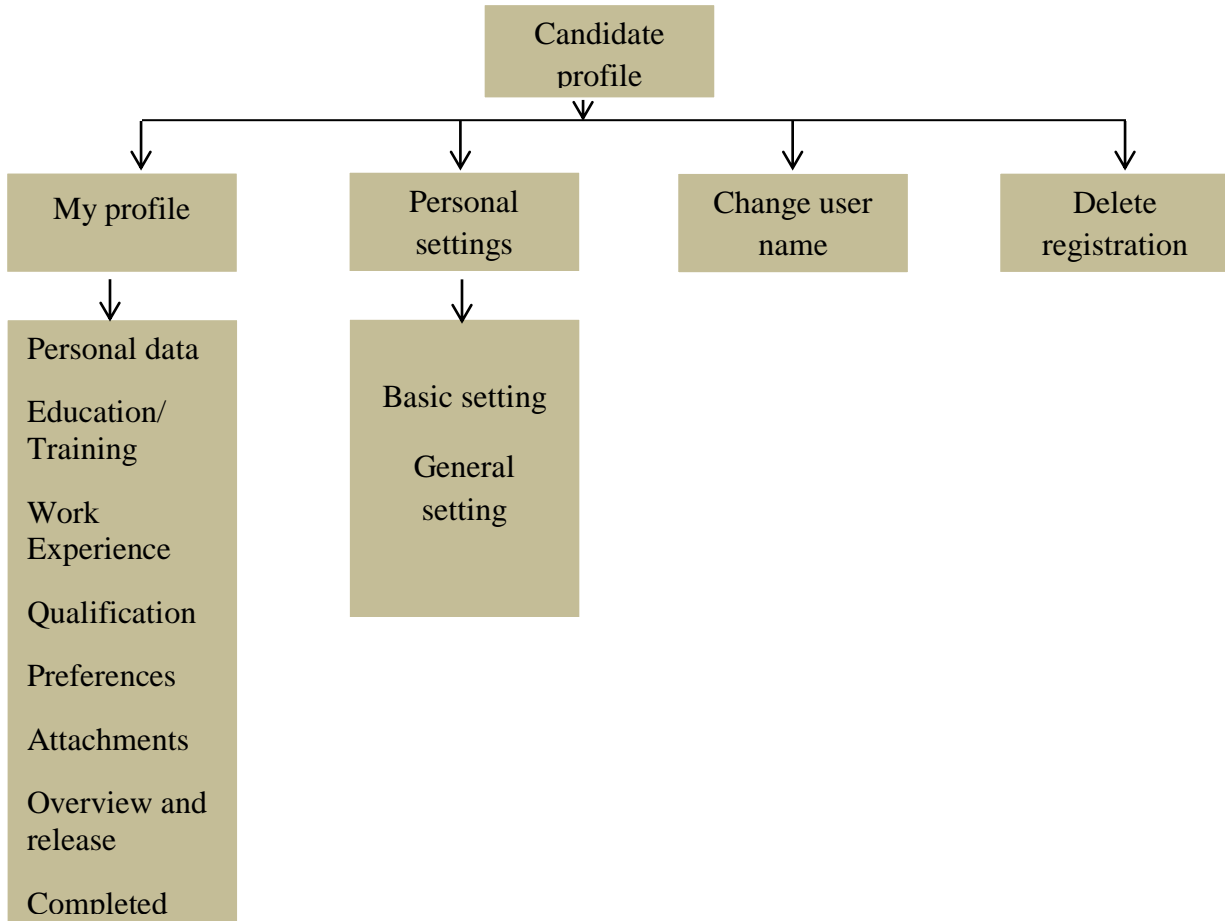 Candidate
profile
My profile
Personal
settings
Change user
name
Delete
registration
Personal data
Education/
Training
Work
Experience
Qualification
Preferences
Attachments
Overview and
release
Completed
Basic setting
General
setting